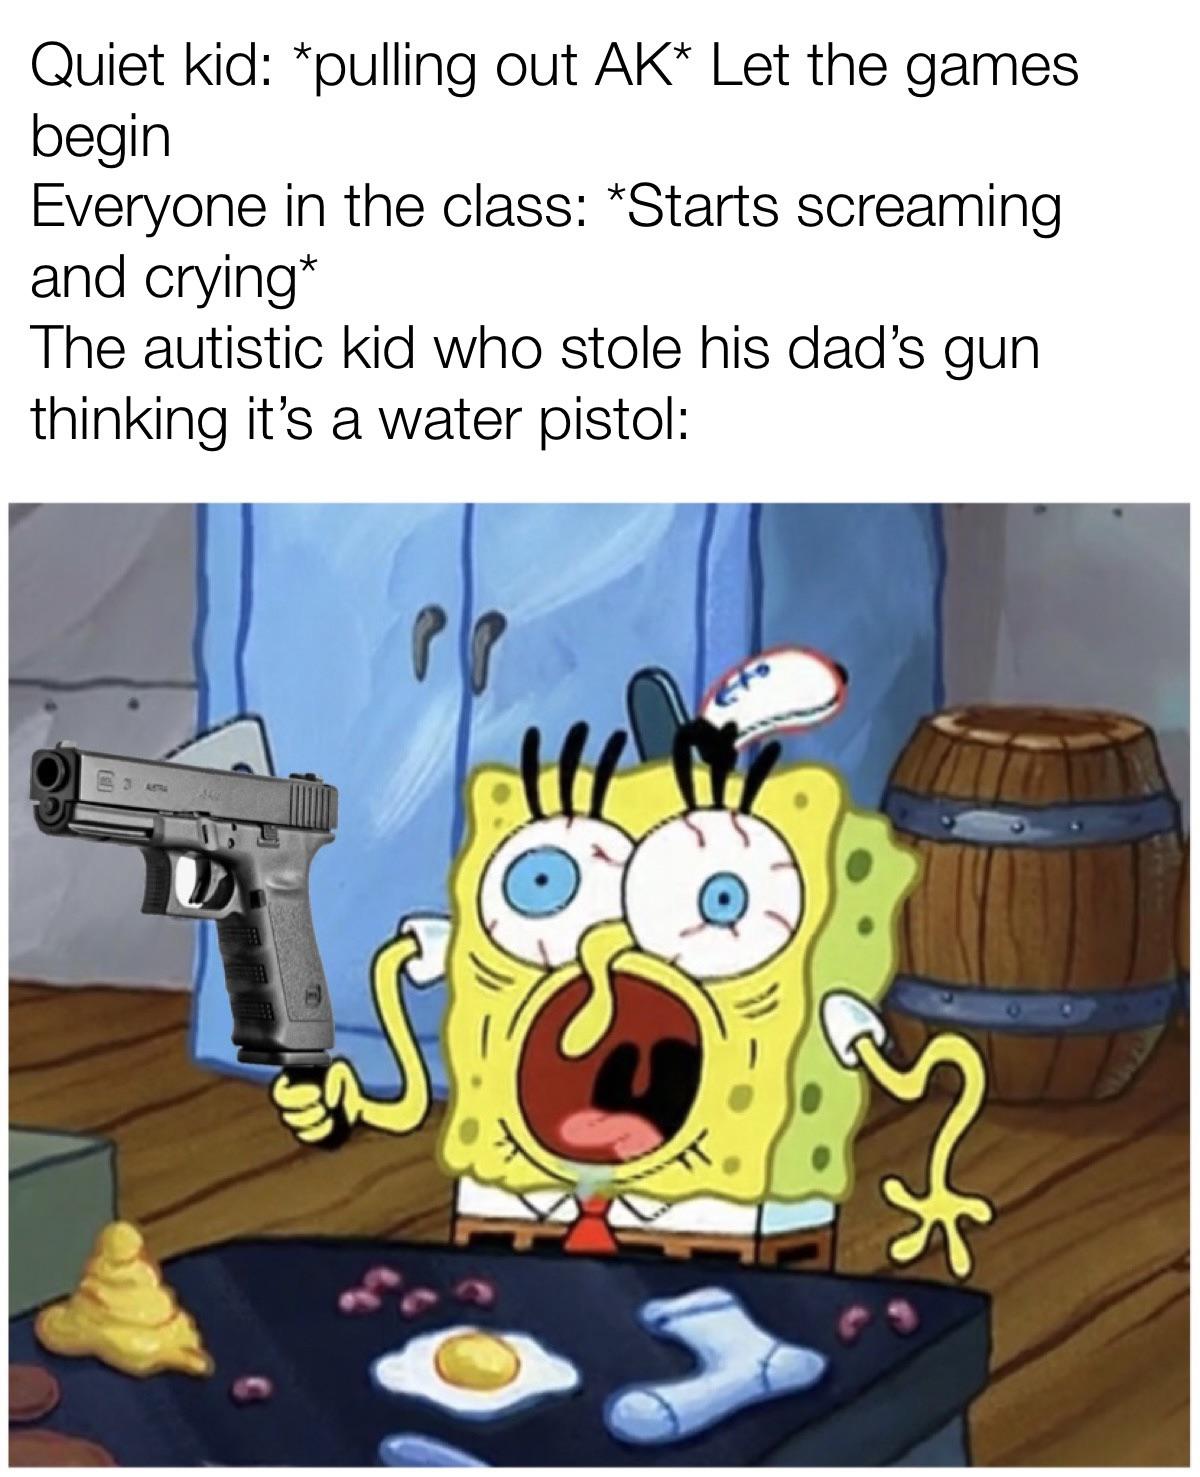 Quiet kid: *pulling out AK* Let the games
begin
Everyone in the class: *Starts screaming
and crying*
The autistic kid who stole his dad’s gun
thinking it’s a water pistol: